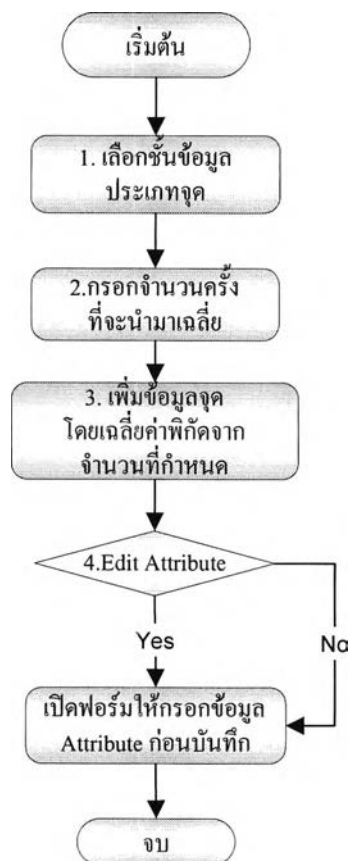 เริ่มต้น
1. เลือกชั้นข้อมูล
ประเภทจุด
2.กรอกจำนวนครั้ง
ที่จะนำมาเฉลี่ย
3. เพิ่มข้อมูลจุด
โดยเฉลี่ยค่าพิกัดจาก
จำนวนที่กำหนด
4.Edit Attribute
Yes
No
เปิดฟอร์มให้กรอกข้อมูล
Attribute ก่อนบันทึก
จบ